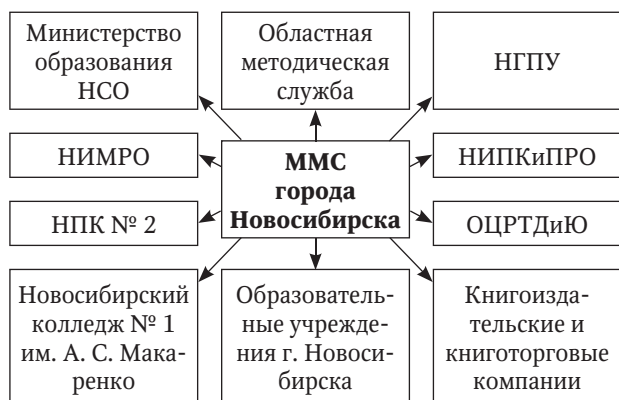 Министерство
образования
НСО
Областная
методическая
служба
НГПУ
НИМРО
ММС
города
Новосибирска
НИПКиПРО
НПК № 2
ОЦРТДиЮ
Новосибирский
колледж № 1
им. А. С. Мака-
ренко
Образователь-
ные учрежде-
ния г. Новоси-
бирска
Книгоизда-
тельские и
книготорговые
компании